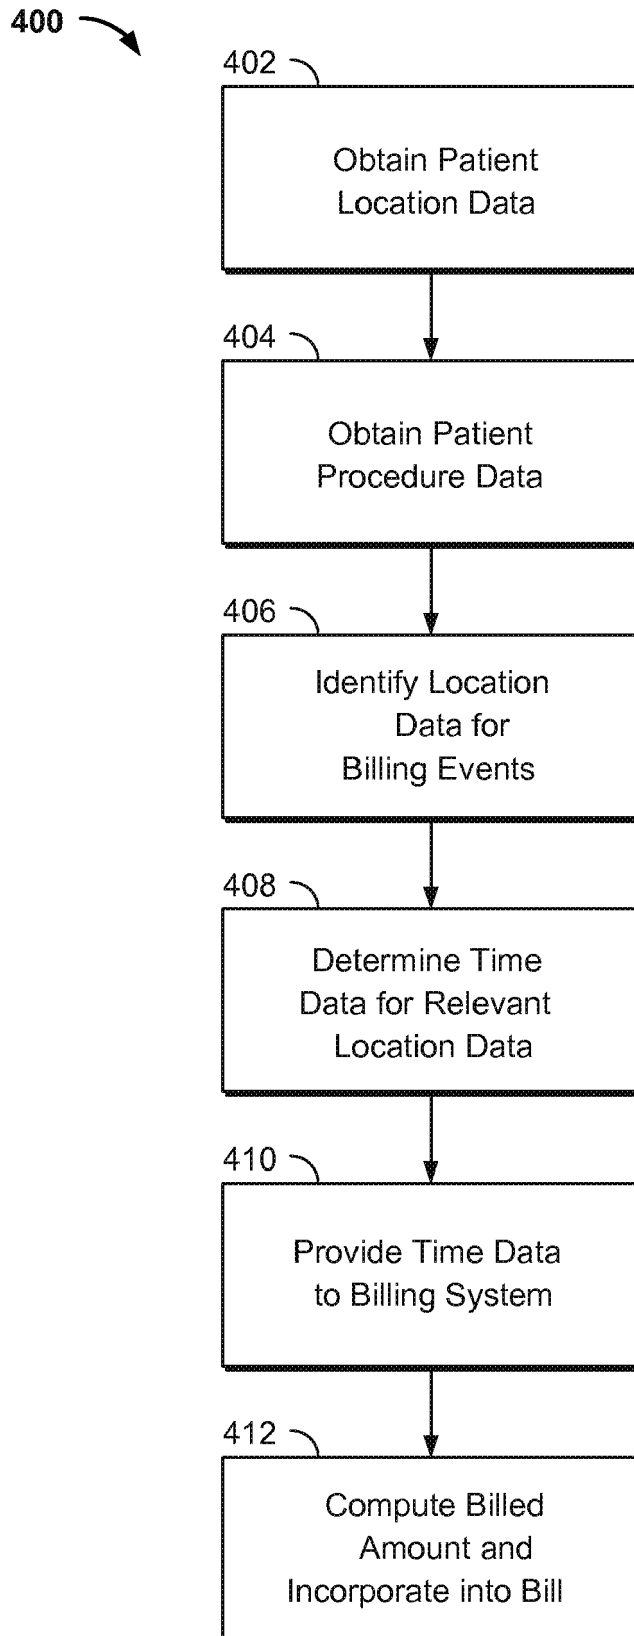 400
402
Obtain Patient
Location Data
404
Obtain Patient
Procedure Data
406
Identify Location
Data for
Billing Events
408
Determine Time
Data for Relevant
Location Data
410
Provide Time Data
to Billing System
412
Compute Billed
Amount and
Incorporate into Bill